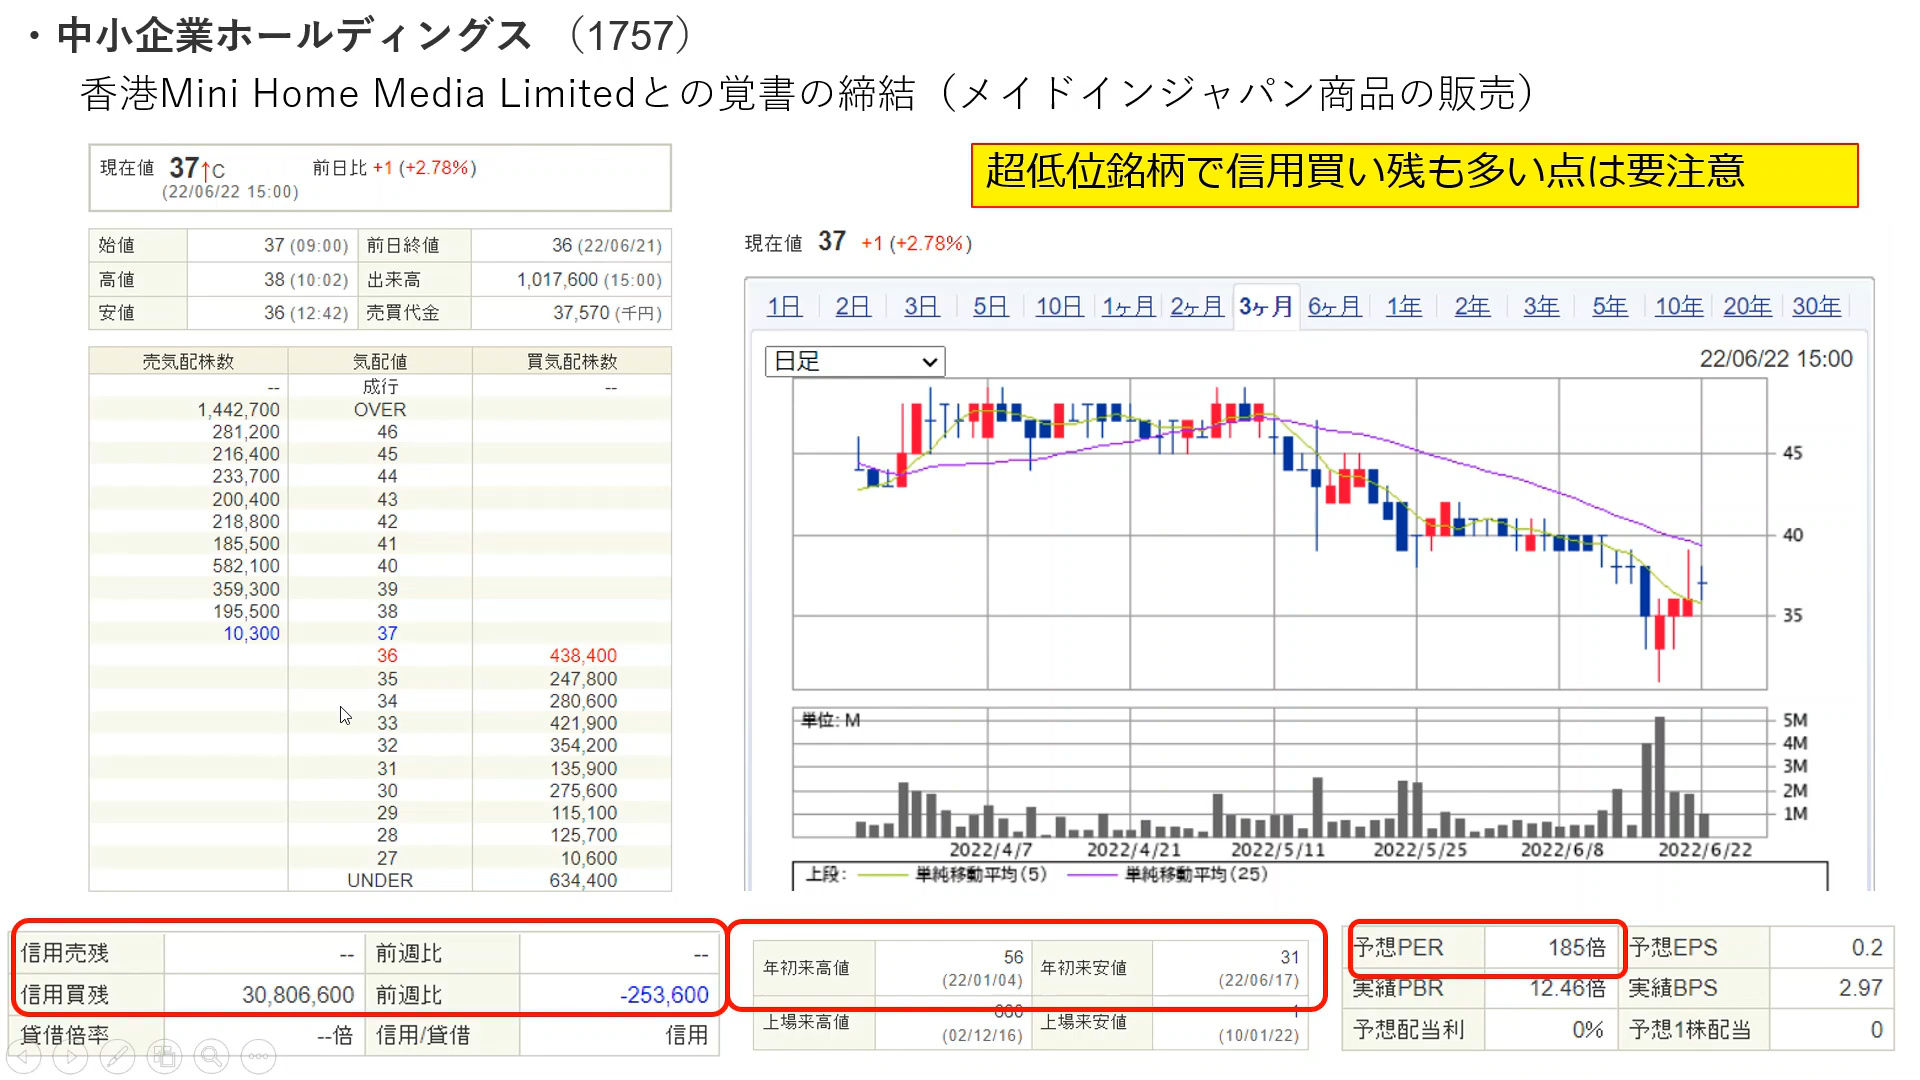 ・中小企業ホールディングス （1757）
香港Mini Home Media Limitedとの覚書の締結（メイドインジャパン商品の販売）
現在値 37↑C 前日比 +1 (+2.78%)
(22/06/22 15:00)
超低位銘柄で信用買い残も多い点は要注意
始値 37 (09:00) 前日終値 36 (22/06/21)
高値 38 (10:02) 出来高 1,017,600 (15:00)
安値 36 (12:42) 売買代金 37,570 (千円)
売気配株数 気配値 買気配株数
-- 成行 --
1,442,700 OVER
281,200 46
216,400 45
233,700 44
200,400 43
218,800 42
185,500 41
582,100 40
359,300 39
195,500 38
10,300 37
36 438,400
35 247,800
34 280,600
33 421,900
32 354,200
31 135,900
30 275,600
29 115,100
28 125,700
27 10,600
UNDER 634,400
現在値 37 +1 (+2.78%)
1日 2日 3日 5日 10日 1ヶ月 2ヶ月 3ヶ月 6ヶ月 1年 2年 3年 5年 10年 20年 30年
日足 22/06/22 15:00
45
40
35
単位: M 5M
4M
3M
2M
1M
2022/4/7 2022/4/21 2022/5/11 2022/5/25 2022/6/8 2022/6/22
上段: 単純移動平均(5) 単純移動平均(25)
信用売残 -- 前週比 --
信用買残 30,806,600 前週比 -253,600
貸借倍率 --倍 信用/貸借 信用
年初来高値 56 年初来安値 31
(22/01/04) (22/06/17)
上場来高値 上場来安値 1
(02/12/16) (10/01/22)
予想PER 185倍 予想EPS 0.2
実績PBR 12.46倍 実績BPS 2.97
予想配当利 0% 予想1株配当 0